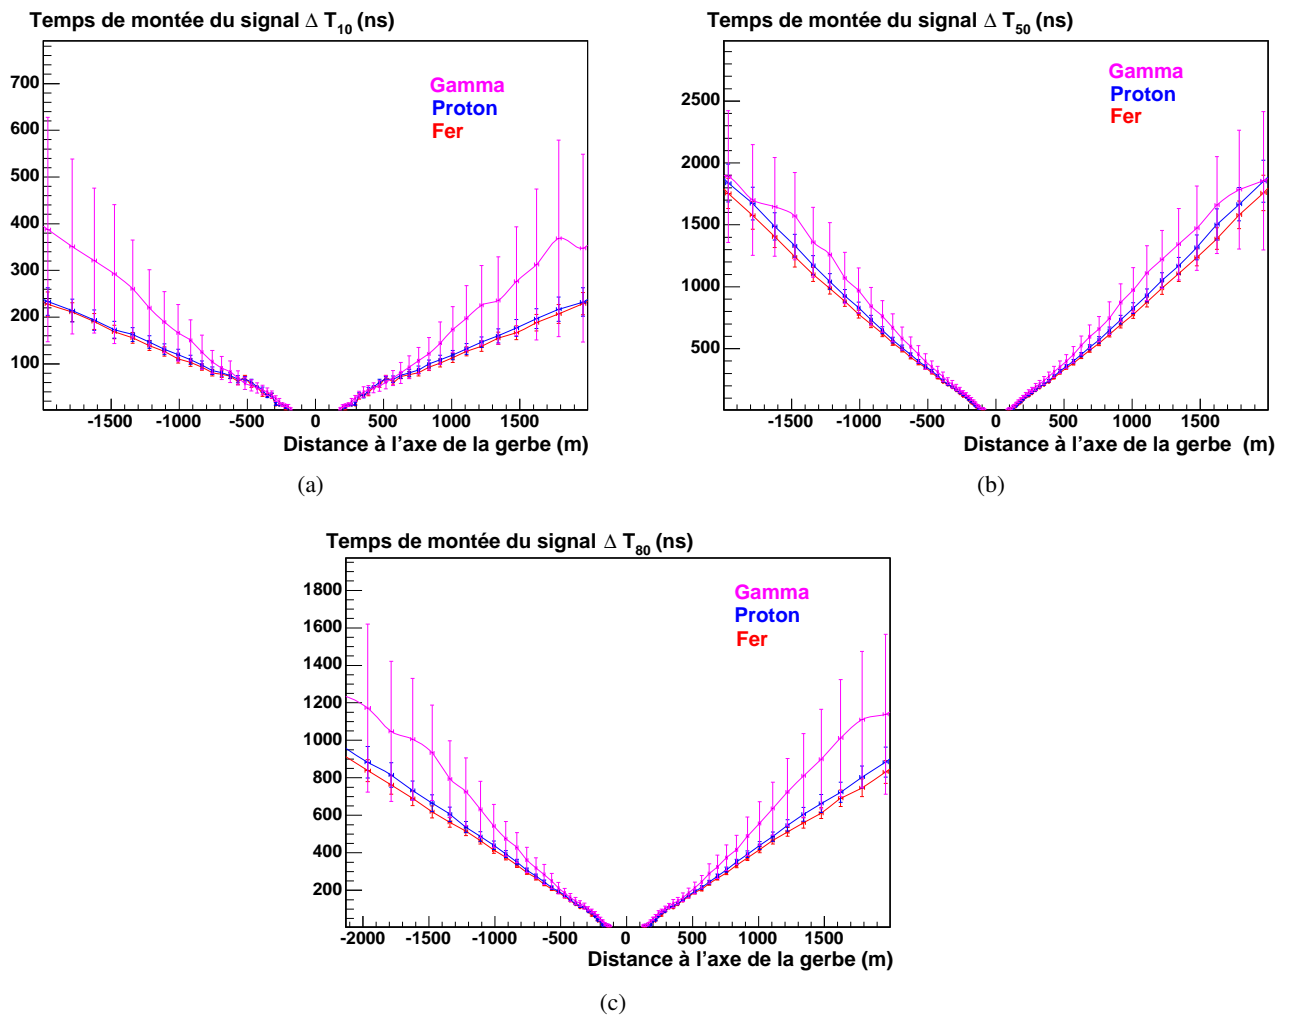 Temps de montée du signal Δ T10 (ns)
700
600
500
400
300
200
100
Gamma
Proton
Fer
-1500 -1000 -500 0 500 1000 1500
Distance à l'axe de la gerbe (m)
(a)
Temps de montée du signal Δ T50 (ns)
2500
2000
1500
1000
500
Gamma
Proton
Fer
-1500 -1000 -500 0 500 1000 1500
Distance à l'axe de la gerbe (m)
(b)
Temps de montée du signal Δ T80 (ns)
1800
1600
1400
1200
1000
800
600
400
200
Gamma
Proton
Fer
-2000 -1500 -1000 -500 0 500 1000 1500
Distance à l'axe de la gerbe (m)
(c)